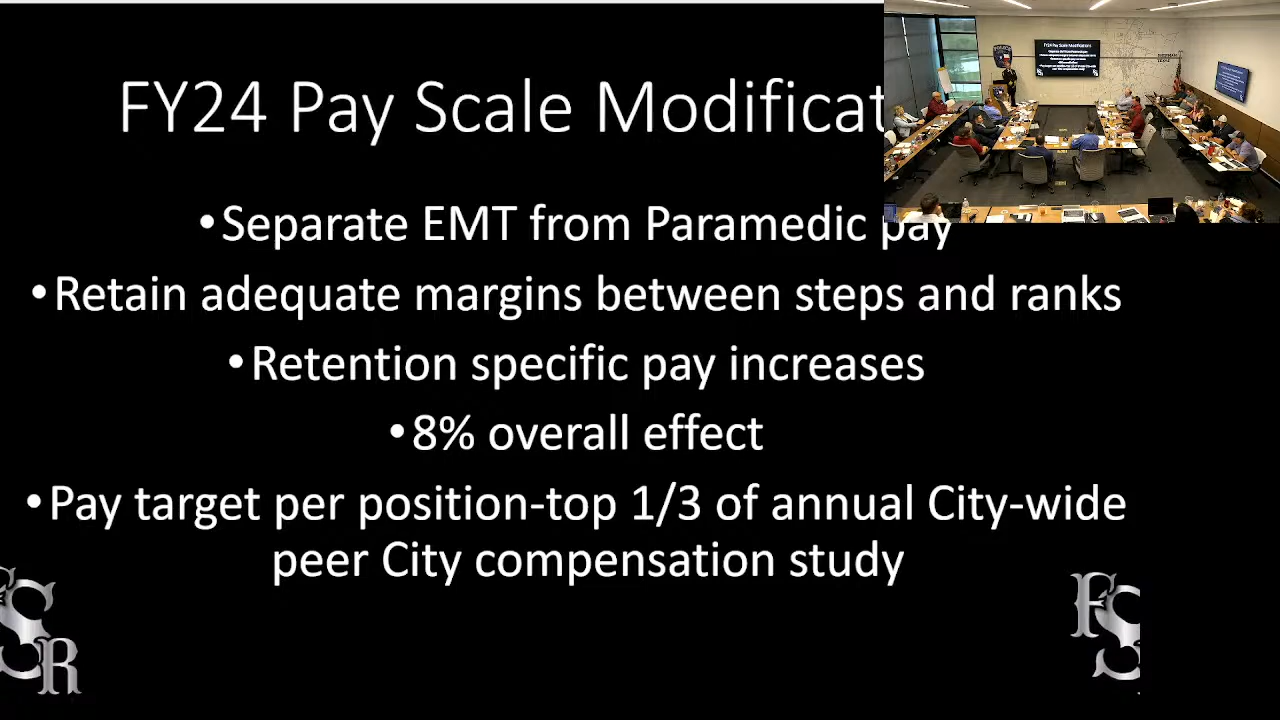 FY24 Pay Scale Modificat
•Separate EMT from Paramedic pay
•Retain adequate margins between steps and ranks
•Retention specific pay increases
•8% overall effect
•Pay target per position-top 1/3 of annual City-wide
peer City compensation study
S
R
F
S